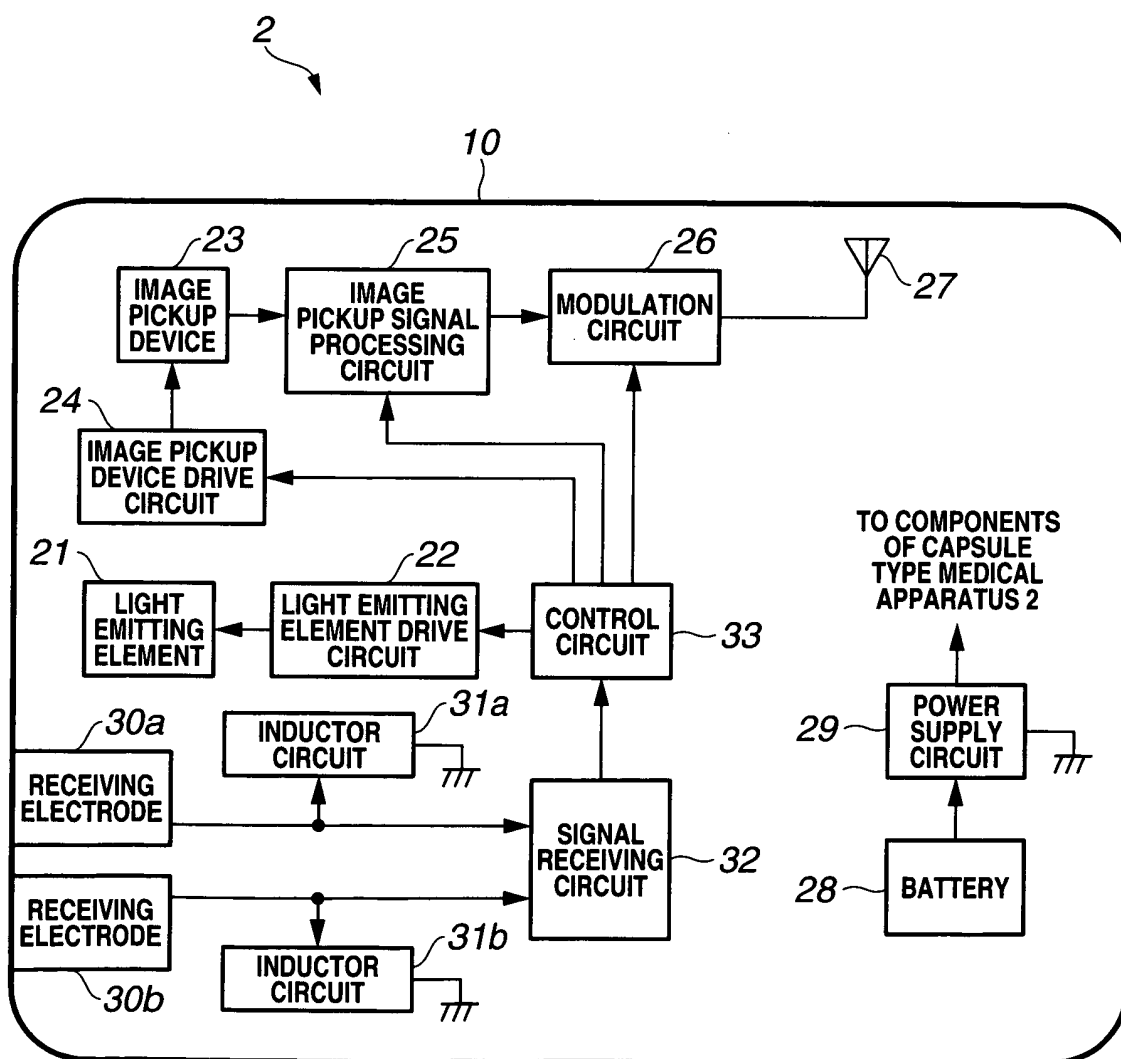 2
10
23
IMAGE
PICKUP
DEVICE
25
IMAGE
PICKUP SIGNAL
PROCESSING
CIRCUIT
26
MODULATION
CIRCUIT
27
24
IMAGE PICKUP
DEVICE DRIVE
CIRCUIT
21
LIGHT
EMITTING
ELEMENT
22
LIGHT EMITTING
ELEMENT DRIVE
CIRCUIT
CONTROL
CIRCUIT
33
TO COMPONENTS
OF CAPSULE
TYPE MEDICAL
APPARATUS 2
30a
RECEIVING
ELECTRODE
31a
INDUCTOR
CIRCUIT
29
POWER
SUPPLY
CIRCUIT
SIGNAL
RECEIVING
CIRCUIT
32
28
BATTERY
RECEIVING
ELECTRODE
30b
31b
INDUCTOR
CIRCUIT